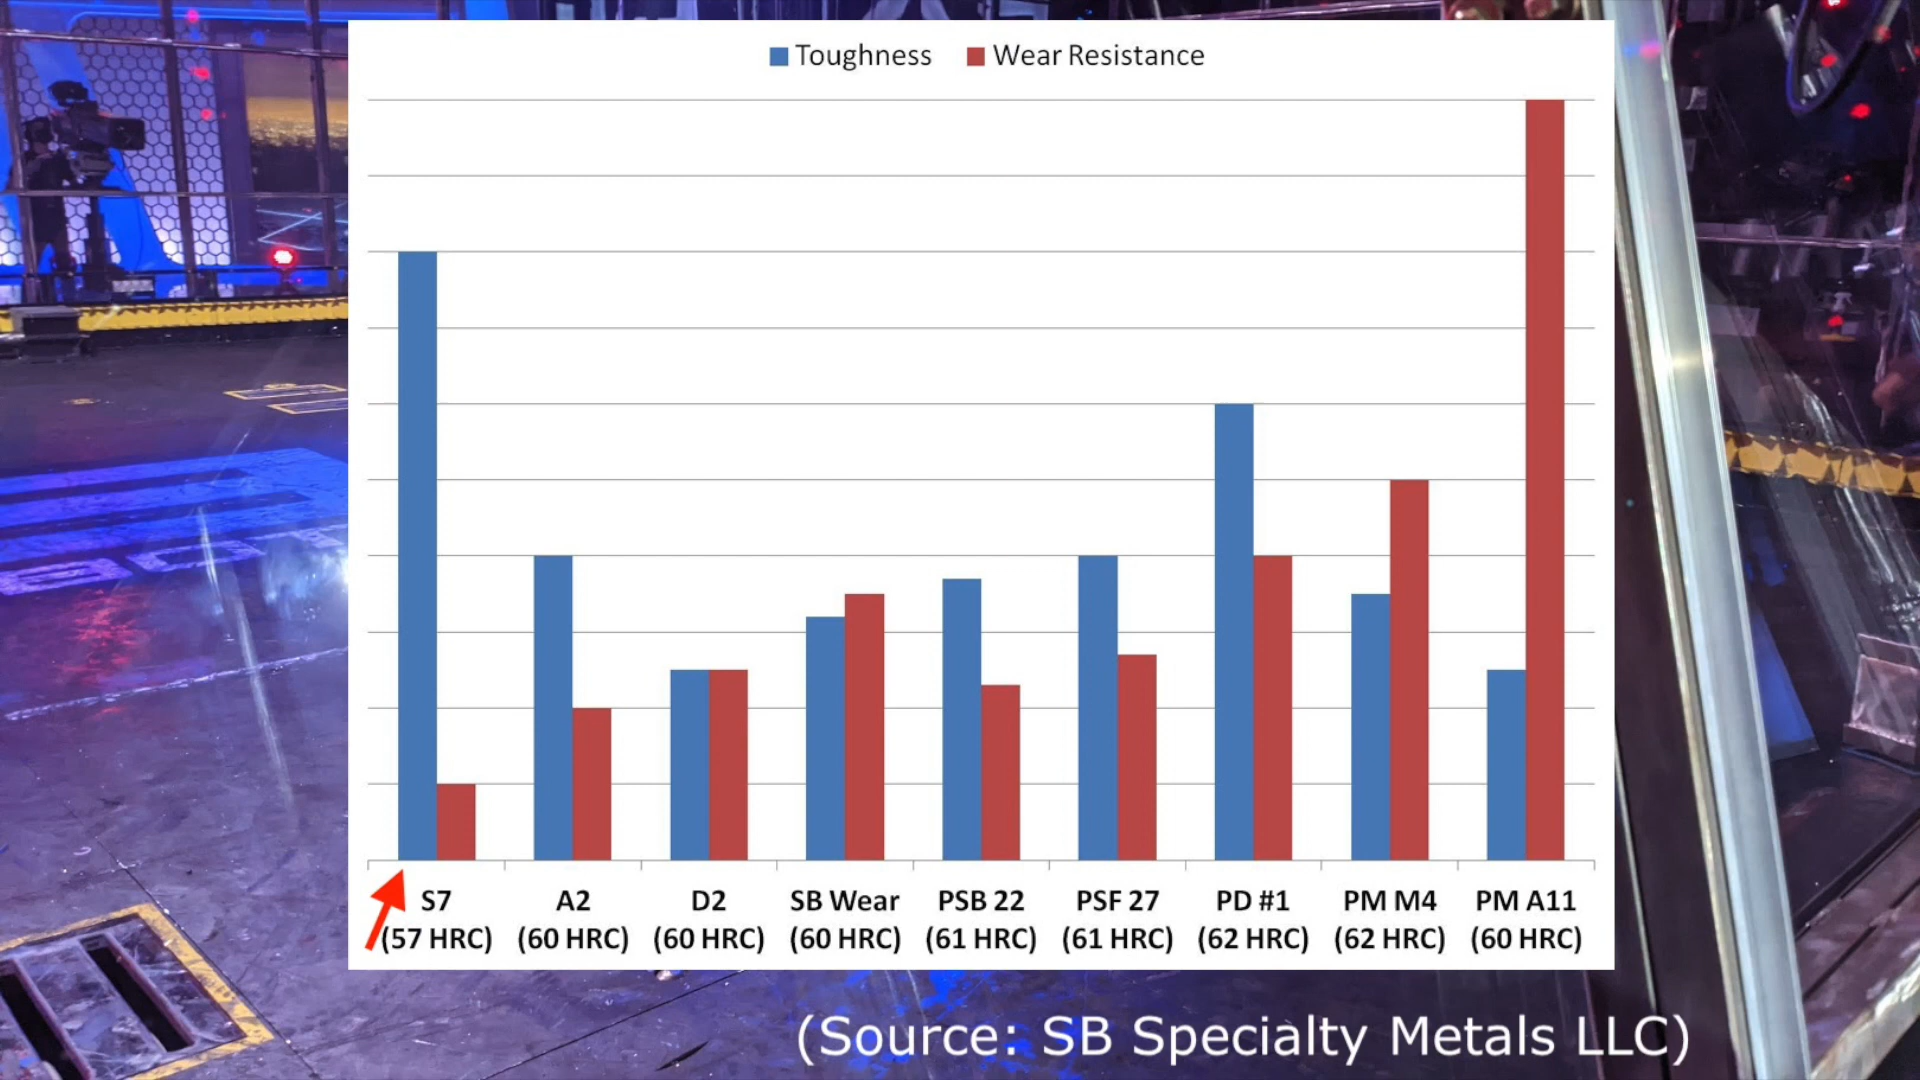 Toughness Wear Resistance
S7 A2 D2 SB Wear PSB 22 PSF 27 PD #1 PM M4 PM A11
(57 HRC) (60 HRC) (60 HRC) (60 HRC) (61 HRC) (61 HRC) (62 HRC) (62 HRC) (60 HRC)
(Source: SB Specialty Metals LLC)